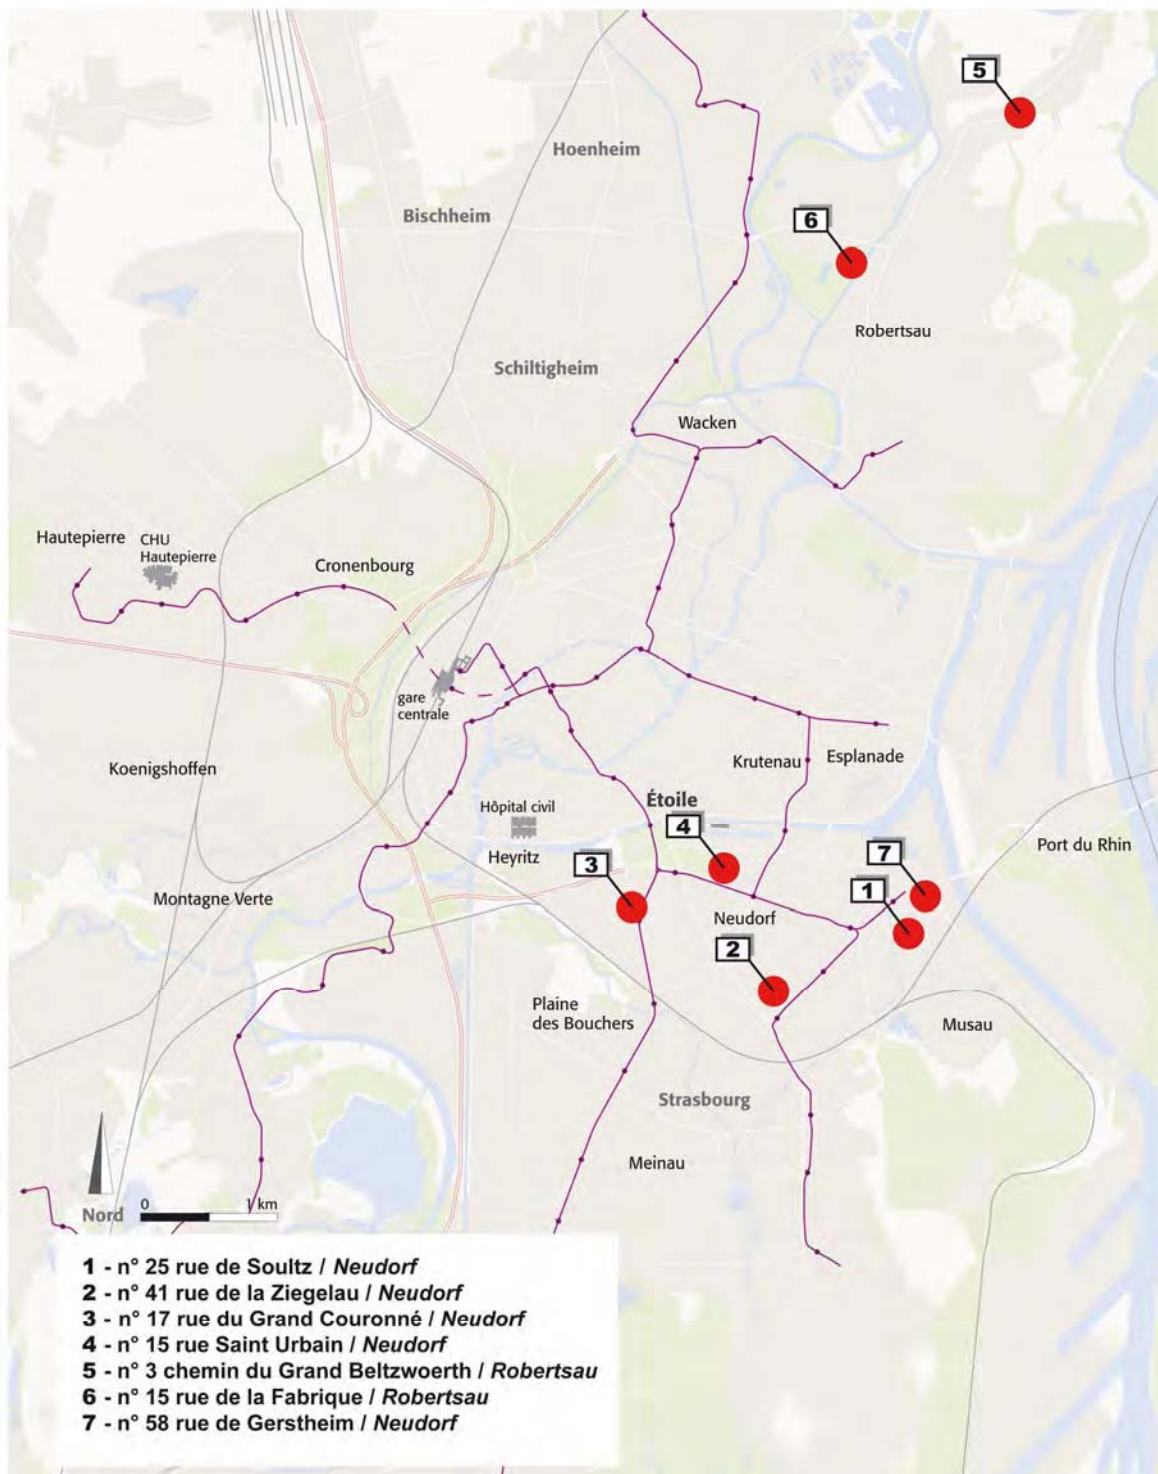 5
Hoenheim
Bischheim
6
Robertsau
Schiltigheim
Wacken
Hautepierre
CHU
Hautepierre
Cronenbourg
gare
centrale
Koenigshoffen
Krutenau
Esplanade
Étoile
Hôpital civil
4
Heyritz
3
Port du Rhin
7
1
Montagne Verte
Neudorf
2
Plaine
des Bouchers
Musau
Strasbourg
Meinau
Nord
0 1 km
1 - n° 25 rue de Soultz / Neudorf
2 - n° 41 rue de la Ziegelau / Neudorf
3 - n° 17 rue du Grand Couronné / Neudorf
4 - n° 15 rue Saint Urbain / Neudorf
5 - n° 3 chemin du Grand Beltzwoerth / Robertsau
6 - n° 15 rue de la Fabrique / Robertsau
7 - n° 58 rue de Gerstheim / Neudorf